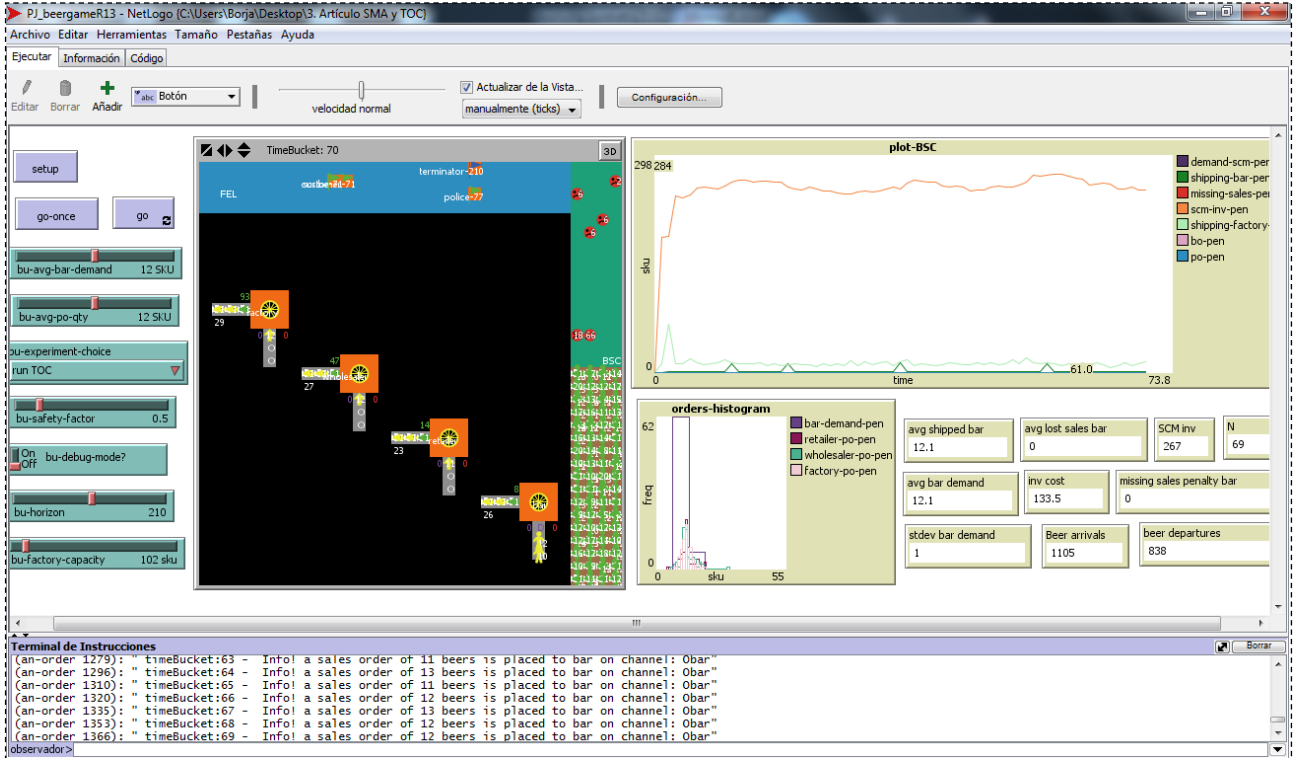 PJ_beergameR13 - NetLogo {C:\Users\Borja\Desktop\3. Artículo SMA y TOC}
Archivo Editar Herramientas Tamaño Pestañas Ayuda
Ejecutar Información Código
Editar Borrar Añadir
abc Botón
velocidad normal
Actualizar de la Vista...
manualmente (ticks)
Configuración...
setup
go-once go
bu-avg-bar-demand 12 SKU
bu-avg-po-qty 12 SKU
bu-experiment-choice
run TOC
bu-safety-factor 0.5
On
Off
bu-debug-mode?
bu-horizon 210
bu-factory-capacity 102 sku
TimeBucket: 70
3D
FEL
terminator-210
police-77
93
29
47
27
14
23
26
BSC
plot-BSC
298 284
sku
0
0 time 61.0 73.8
demand-scm-per
shipping-bar-per
missing-sales-pe
scm-inv-pen
shipping-factory-
bo-pen
po-pen
orders-histogram
62
freq
0
0 sku 55
bar-demand-pen
retailer-po-pen
wholesaler-po-pen
factory-po-pen
avg shipped bar
12.1
avg lost sales bar
0
SCM inv
267
N
69
avg bar demand
12.1
inv cost
133.5
missing sales penalty bar
0
stdev bar demand
1
Beer arrivals
1105
beer departures
838
Terminal de Instrucciones
Borrar
(an-order 1279): " timeBucket:63 - Info! a sales order of 11 beers is placed to bar on channel: Obar"
(an-order 1296): " timeBucket:64 - Info! a sales order of 13 beers is placed to bar on channel: Obar"
(an-order 1310): " timeBucket:65 - Info! a sales order of 11 beers is placed to bar on channel: Obar"
(an-order 1320): " timeBucket:66 - Info! a sales order of 12 beers is placed to bar on channel: Obar"
(an-order 1335): " timeBucket:67 - Info! a sales order of 13 beers is placed to bar on channel: Obar"
(an-order 1353): " timeBucket:68 - Info! a sales order of 12 beers is placed to bar on channel: Obar"
(an-order 1366): " timeBucket:69 - Info! a sales order of 12 beers is placed to bar on channel: Obar"
observador>